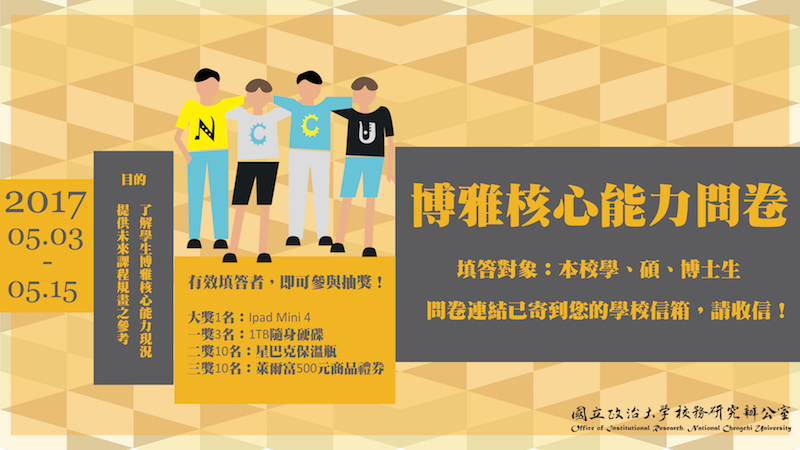 2017
05.03
-
05.15
目的
了解學生博雅核心能力現況
提供未來課程規畫之參考
N C C U
有效填答者，即可參與抽獎！
大獎1名：Ipad Mini 4
一獎3名：1TB隨身硬碟
二獎10名：星巴克保溫瓶
三獎10名：萊爾富500元商品禮券
博雅核心能力問卷
填答對象：本校學、碩、博士生
問卷連結已寄到您的學校信箱，請收信！
國立政治大學校務研究辦公室
Office of Institutional Research, National Chengchi University